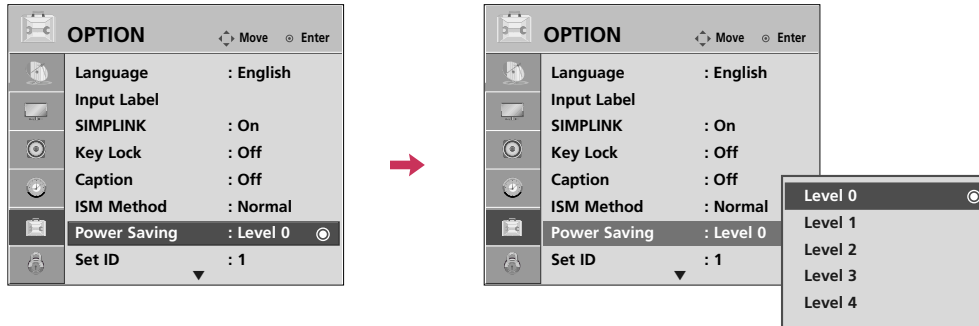 OPTION Move Enter
Language : English
Input Label
SIMPLINK : On
Key Lock : Off
Caption : Off
ISM Method : Normal
Power Saving : Level 0
Set ID : 1
OPTION Move Enter
Language : English
Input Label
SIMPLINK : On
Key Lock : Off
Caption : Off
ISM Method : Normal
Power Saving : Level 0
Set ID : 1
Level 0
Level 1
Level 2
Level 3
Level 4